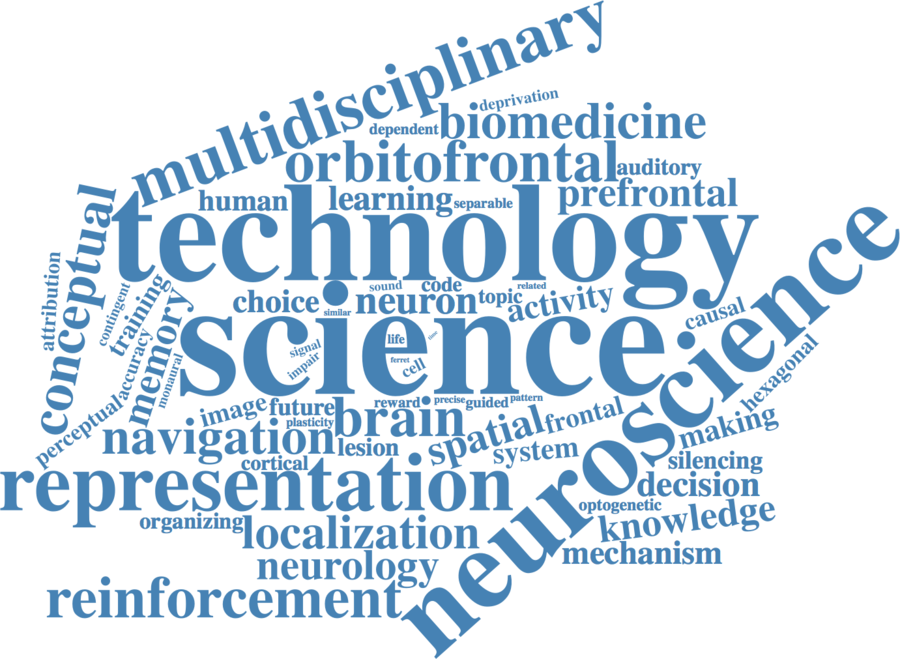 multidisciplinary
deprivation
dependent
biomedicine
orbitofrontal
auditory
human
learning
separable
prefrontal
technology
conceptual
attribution
contingent
training
memory
accuracy
monaural
perceptual
sound
code
related
choice
similar
neuron
topic
activity
causal
science
signal
impair
life
ferret
cell
neuroscience
hexagonal
image
future
plasticity
reward
precise
guided
pattern
brain
spatial
frontal
making
navigation
lesion
system
silencing
cortical
representation
decision
optogenetic
organizing
localization
knowledge
neurology
mechanism
reinforcement